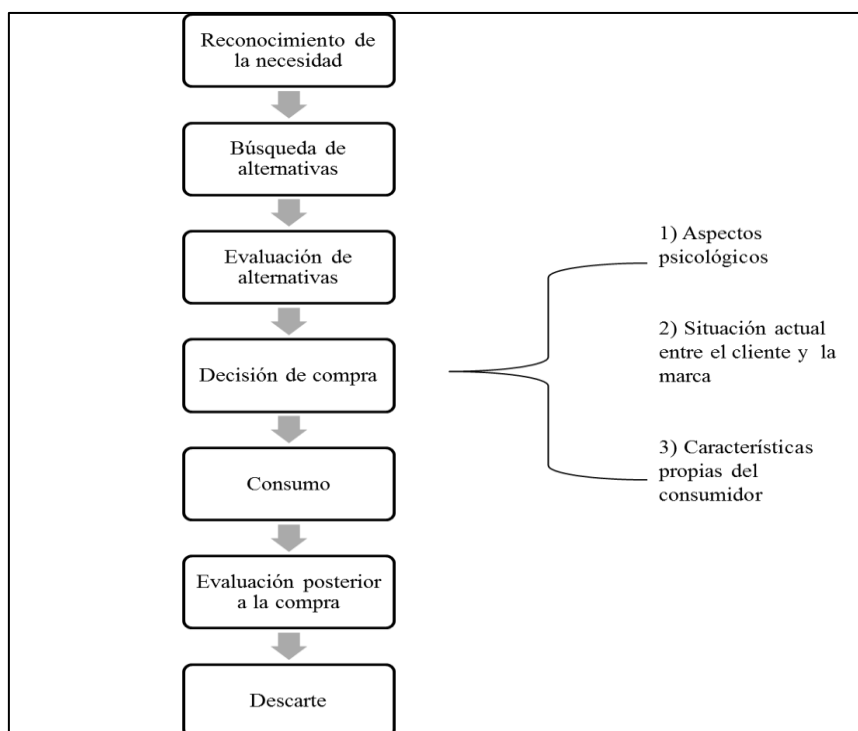 Reconocimiento de
la necesidad
Búsqueda de
alternativas
Evaluación de
alternativas
Decisión de compra
Consumo
Evaluación posterior
a la compra
Descarte
1) Aspectos
psicológicos
2) Situación actual
entre el cliente y la
marca
3) Características
propias del
consumidor